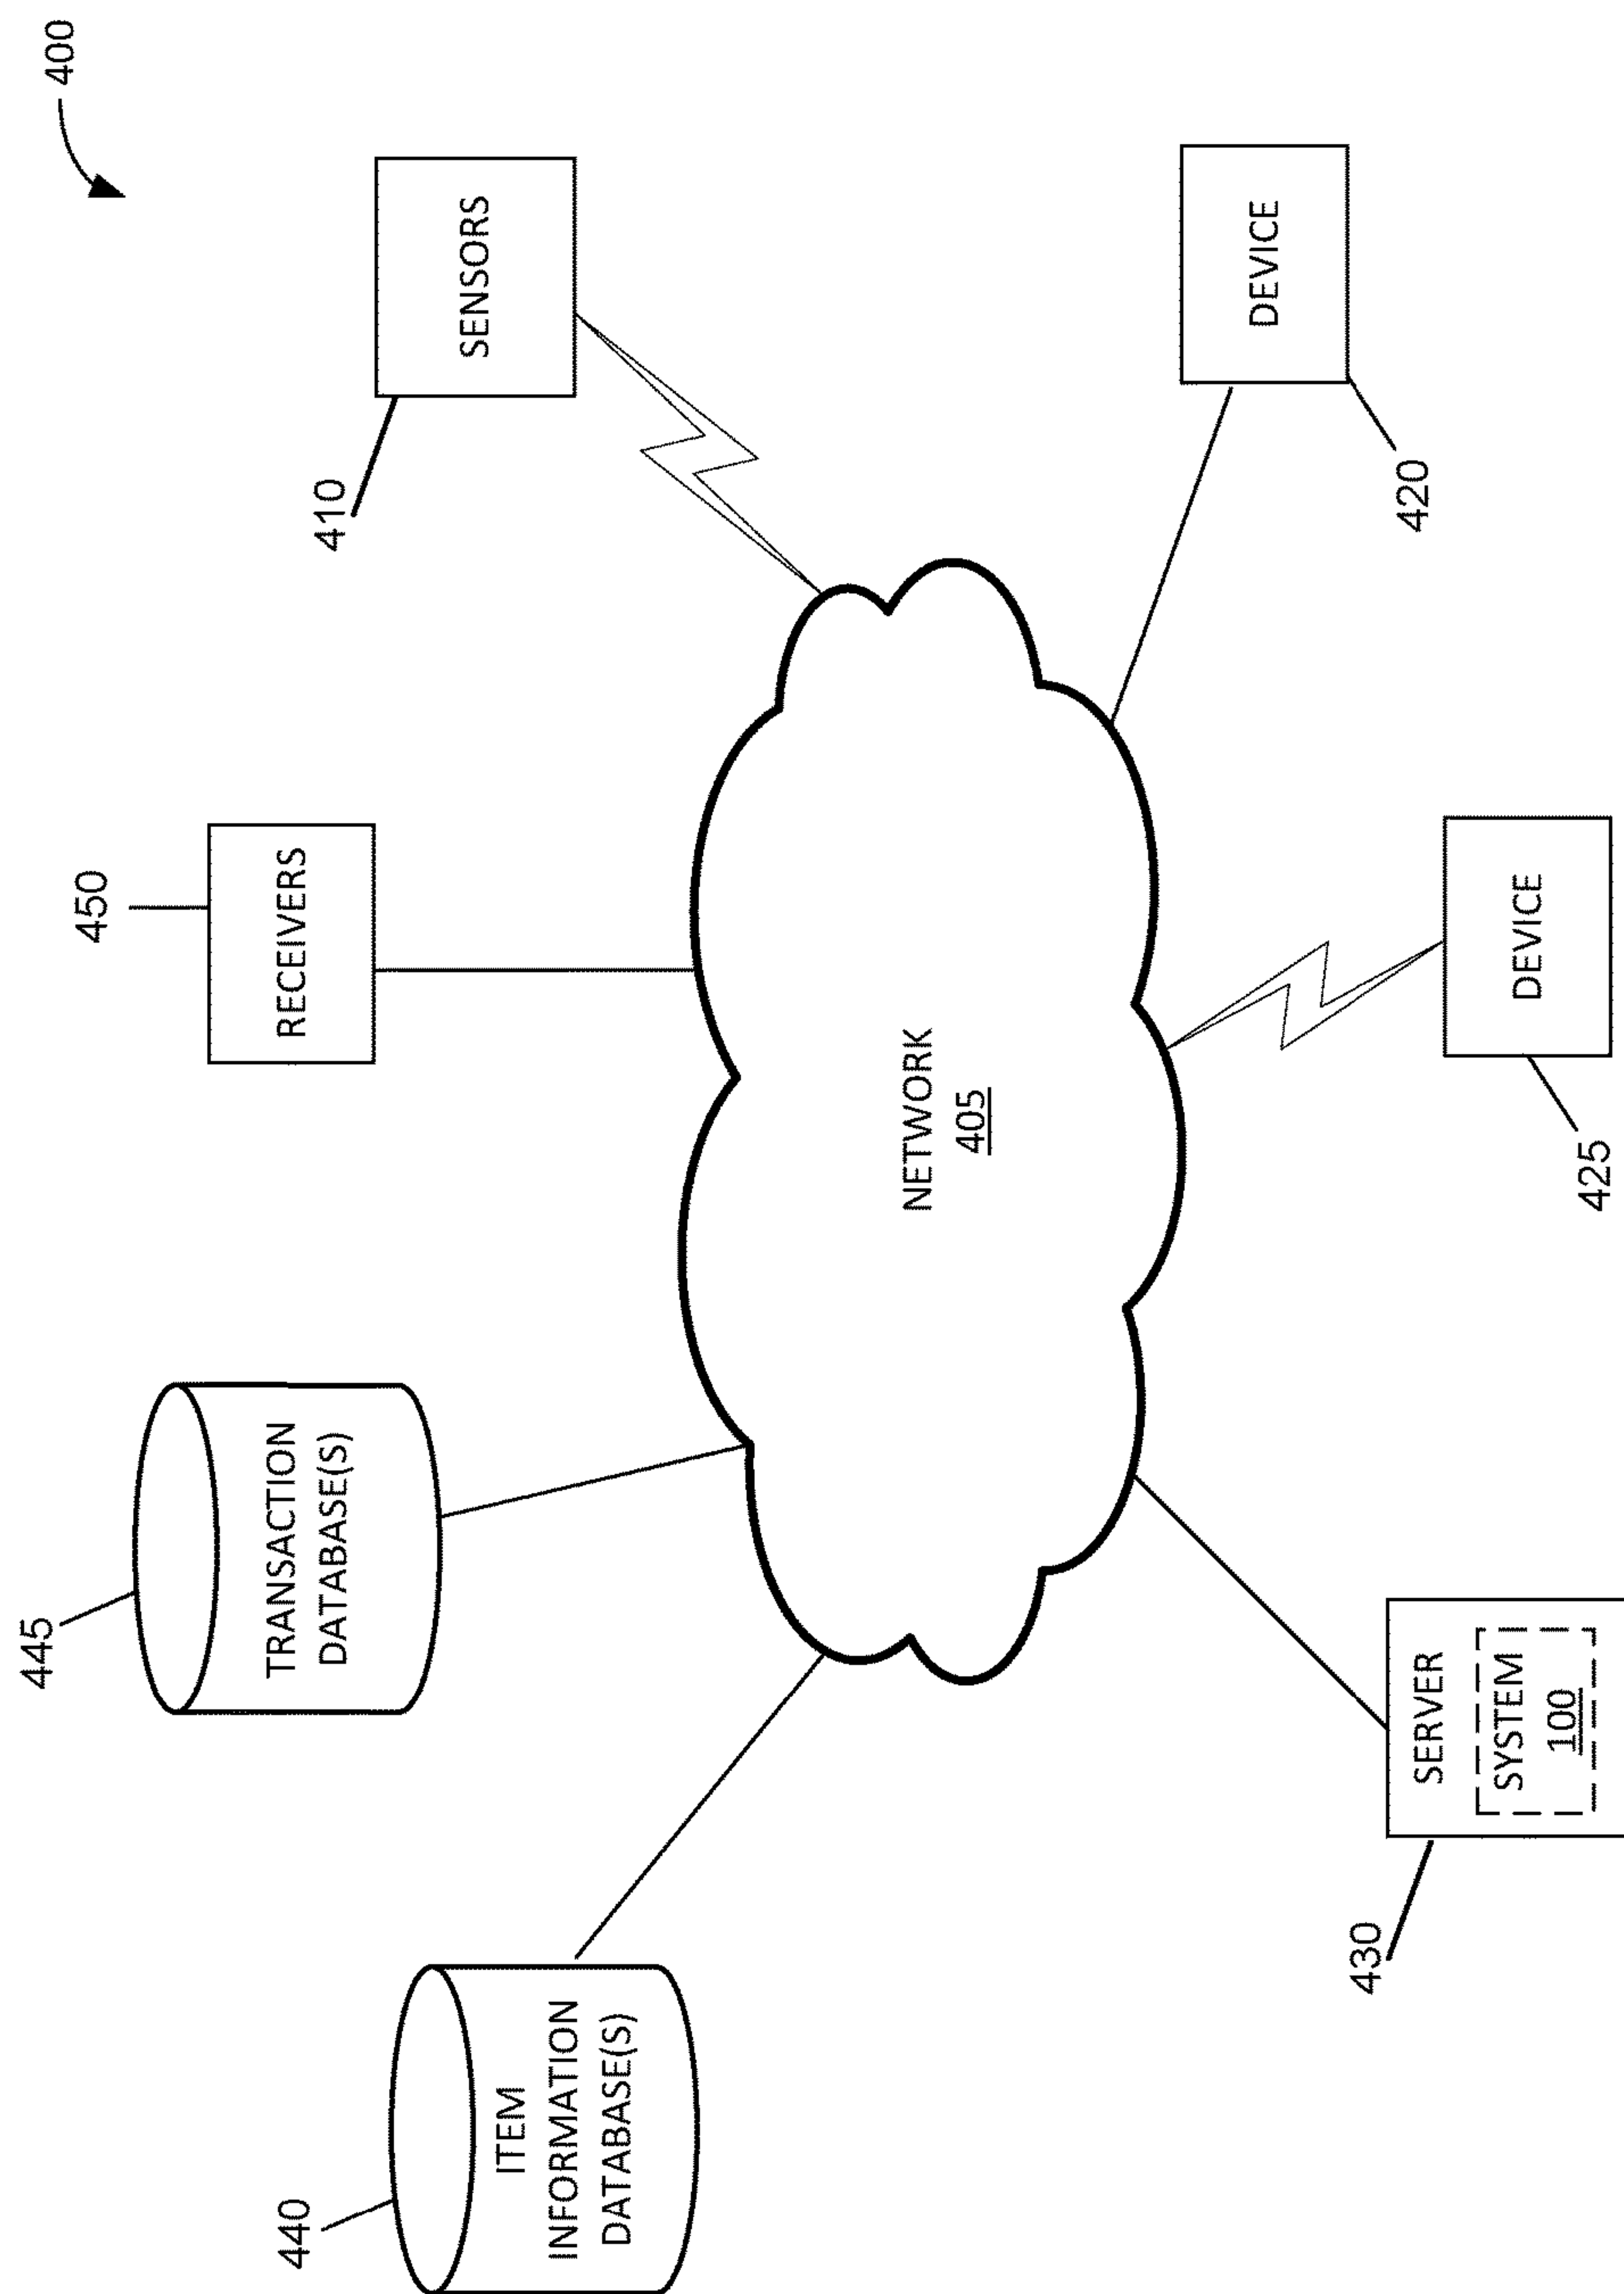 400
445
TRANSACTION
DATABASE(S)
450
RECEIVERS
440
ITEM
INFORMATION
DATABASE(S)
410
SENSORS
NETWORK
405
430
SERVER
SYSTEM
100
425
DEVICE
420
DEVICE